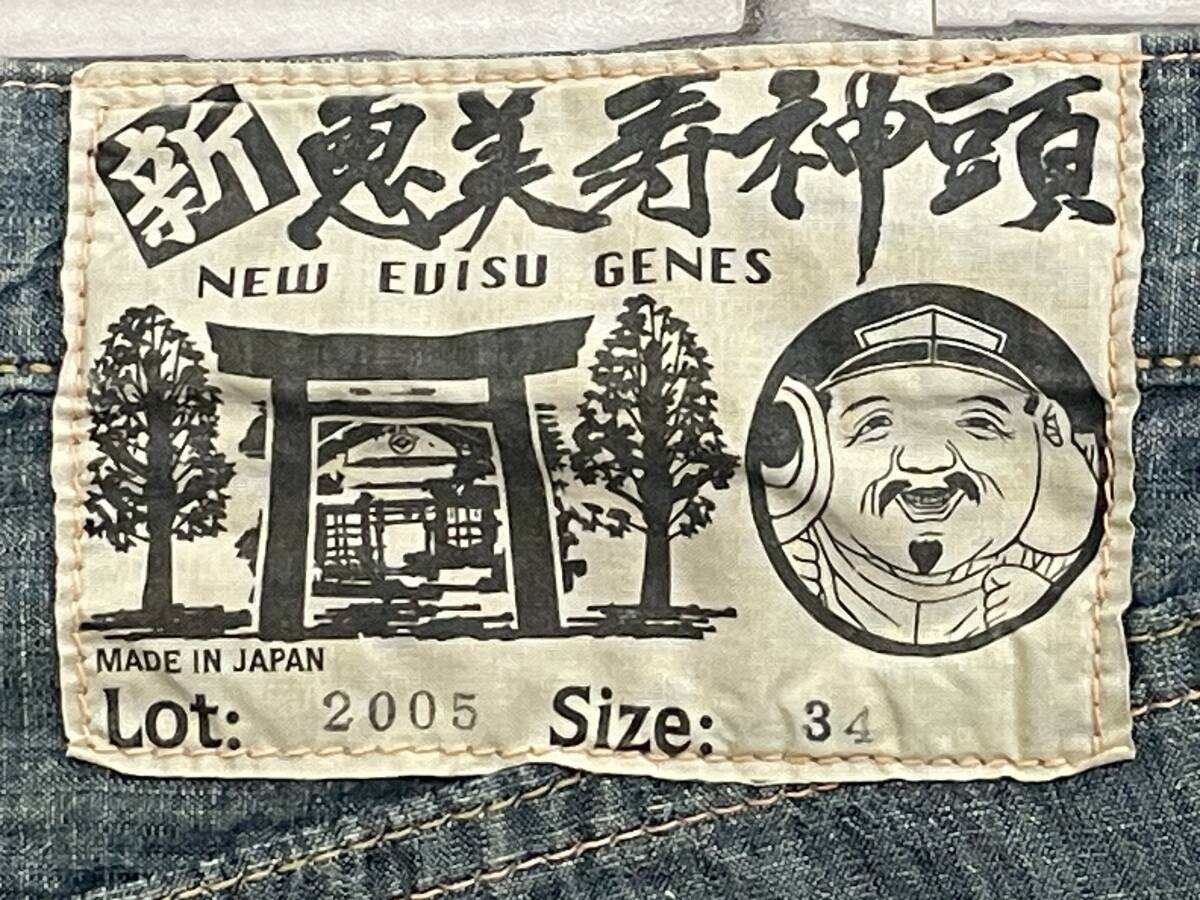 新 恵美寿神頭
NEW EVISU GENES
MADE IN JAPAN
Lot: 2005 Size: 34